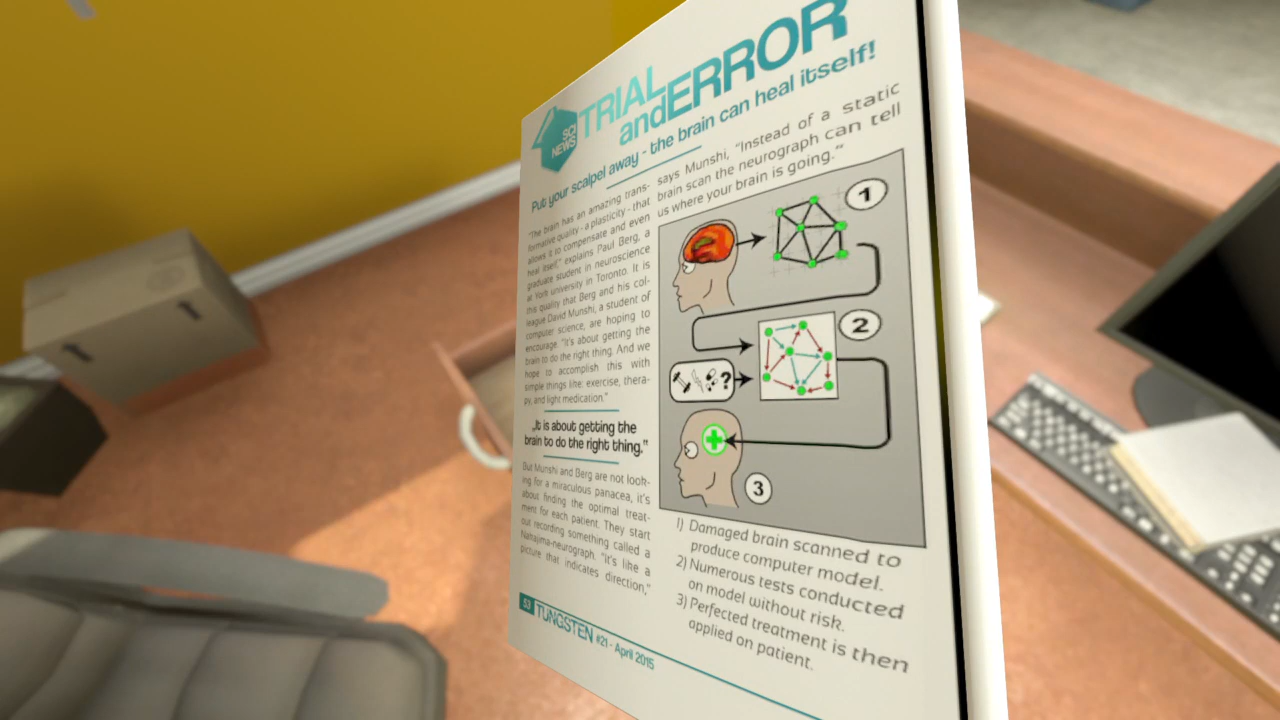 SCI
NEWS
TRIAL
andERROR
Put your scalpel away - the brain can heal itself!
"The brain has an amazing trans-
formative quality - a plasticity - that
allows it to compensate and even
heal itself," explains Paul Berg, a
graduate student in neuroscience
at York university in Toronto. It is
this quality that Berg and his col-
league David Munshi, a student of
computer science, are hoping to
encourage. "It's about getting the
brain to do the right thing. And we
hope to accomplish this with
simple things like: exercise, thera-
py, and light medication."
„It is about getting the
brain to do the right thing."
But Munshi and Berg are not look-
ing for a miraculous panacea, it's
about finding the optimal treat-
ment for each patient. They start
out recording something called a
Nahajima-neurograph. "It's like a
picture that indicates direction,"
says Munshi, "Instead of a static
brain scan the neurograph can tell
us where your brain is going."
1
2
?
3
1) Damaged brain scanned to
produce computer model.
2) Numerous tests conducted
on model without risk.
3) Perfected treatment is then
applied on patient.
53 TUNGSTEN #21 - April 2015